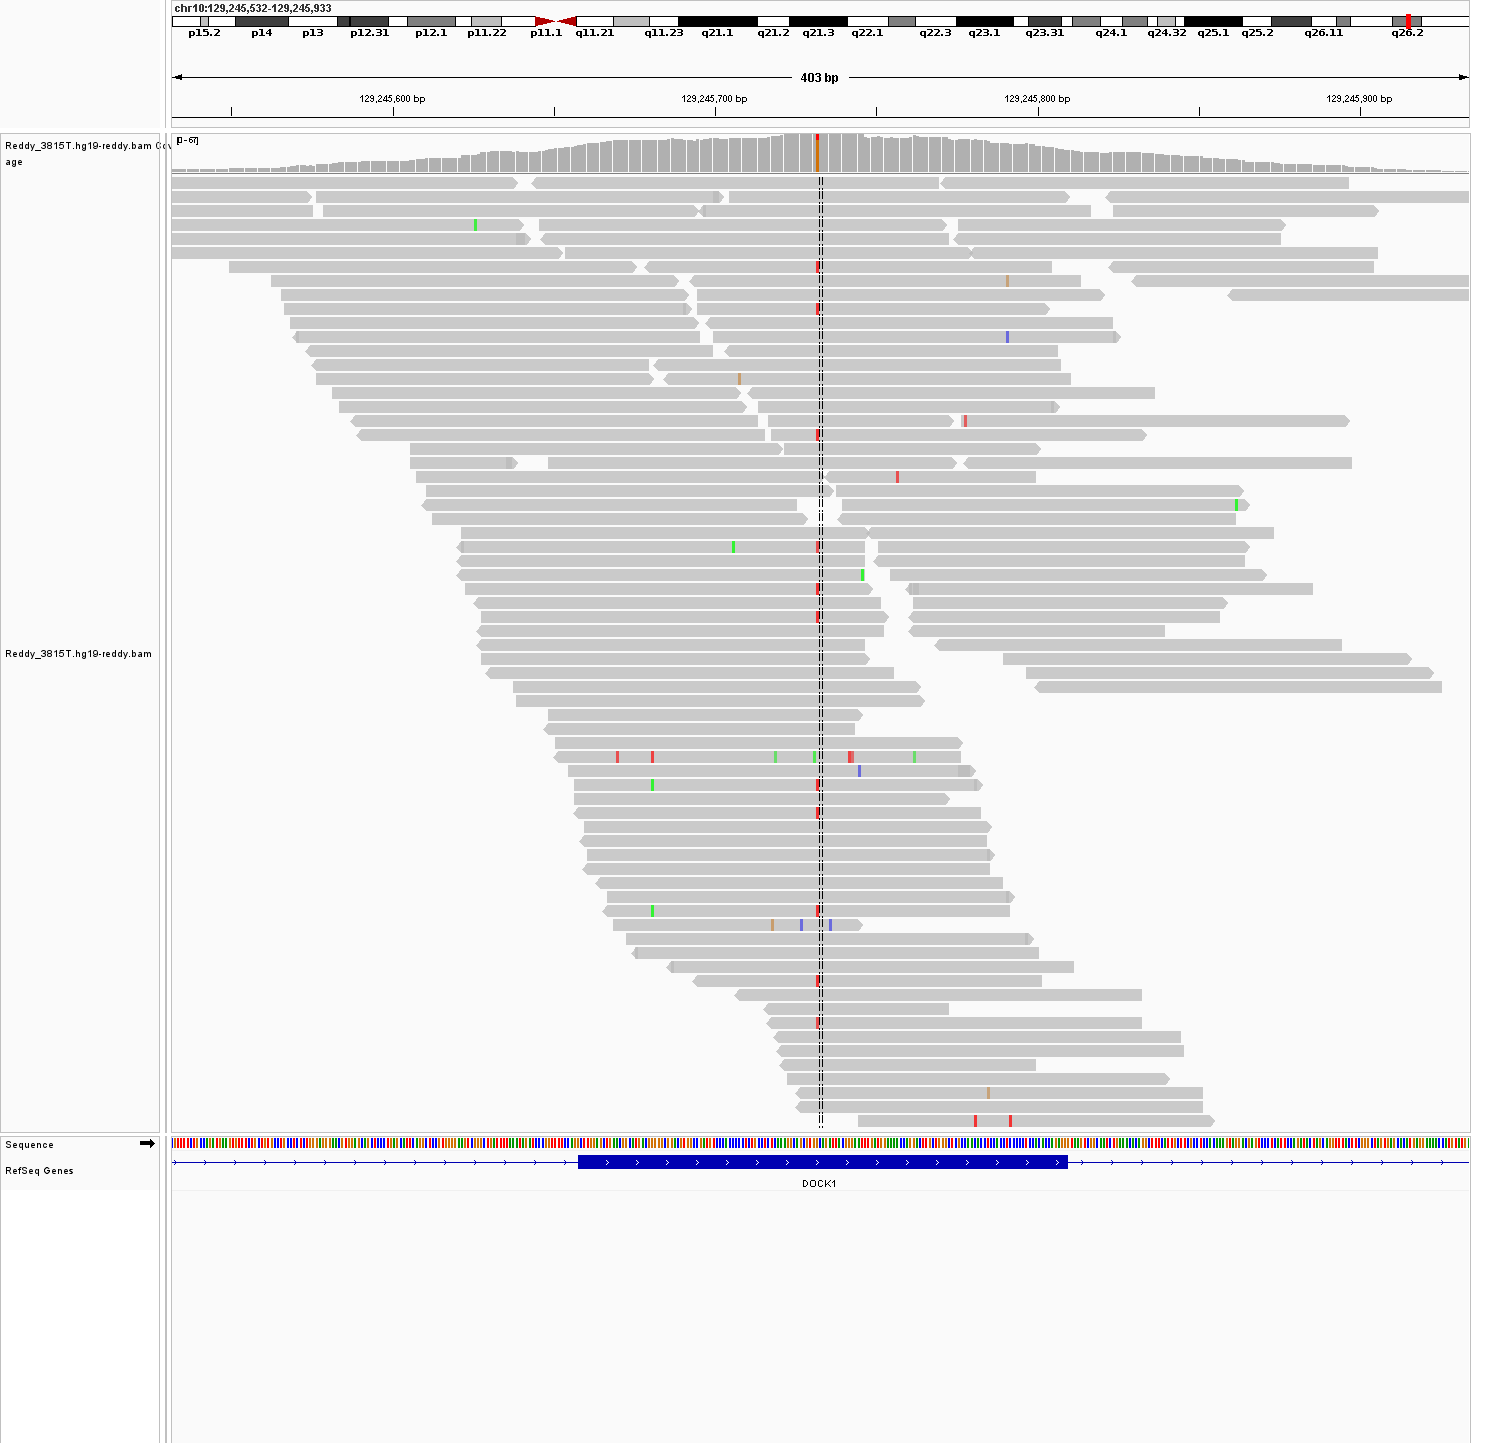 chr10:129,245,532-129,245,933
p15.2 p14 p13 p12.31 p12.1 p11.22 p11.1 q11.21 q11.23 q21.1 q21.2 q21.3 q22.1 q22.3 q23.1 q23.31 q24.1 q24.32 q25.1 q25.2 q26.11 q26.2
403 bp
129,245,600 bp 129,245,700 bp 129,245,800 bp 129,245,900 bp
Reddy_3815T.hg19-reddy.bam Cov
age
[0 - 67]
Reddy_3815T.hg19-reddy.bam
Sequence
RefSeq Genes
DOCK1